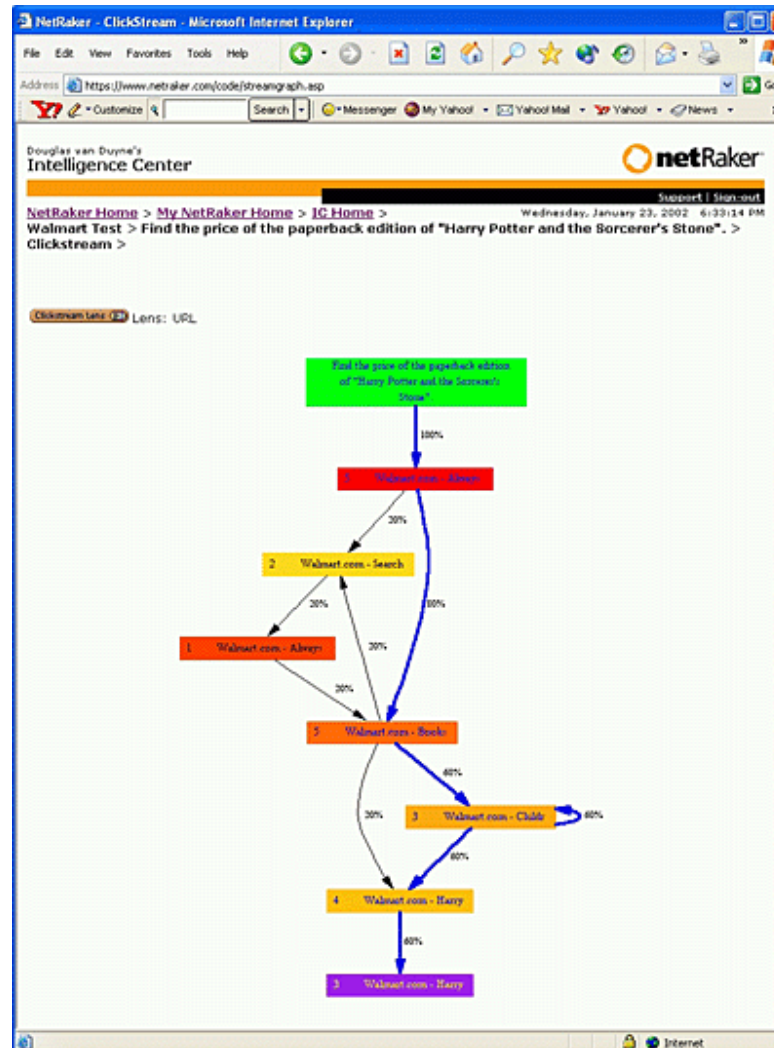 NetRaker - ClickStream - Microsoft Internet Explorer
File Edit View Favorites Tools Help
Address https://www.netraker.com/code/streamgraph.asp
Y! Customize Search Messenger My Yahoo! Yahoo! Mail Yahoo! News
Douglas van Duyne's
Intelligence Center
netRaker
Support | Sign-out
NetRaker Home > My NetRaker Home > IC Home >
Wednesday, January 23, 2002 6:33:14 PM
Walmart Test > Find the price of the paperback edition of "Harry Potter and the Sorcerer's Stone". >
Clickstream >
Clickstream Lens Lens: URL
Find the price of the paperback edition
of "Harry Potter and the Sorcerer's
Stone".
100%
Walmart.com - Always
20%
2 Walmart.com - Search
20%
20%
1 Walmart.com - Always
20%
5 Walmart.com - Books
60%
20%
3 Walmart.com - Childr
60%
60%
4 Walmart.com - Harry
60%
3 Walmart.com - Harry
Internet